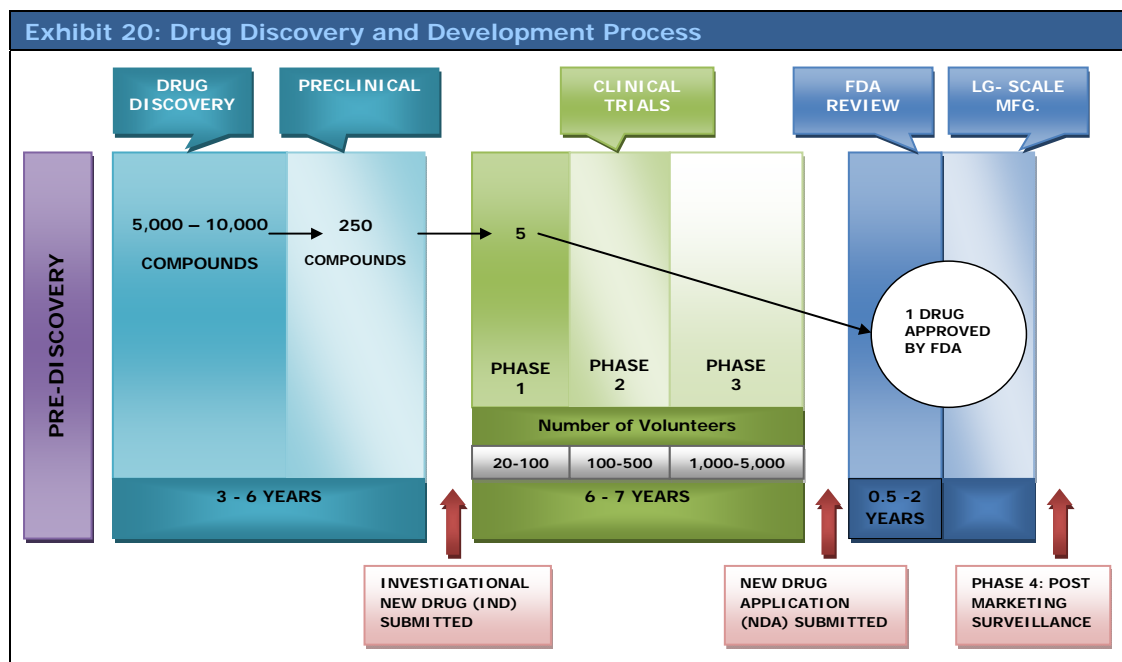 Exhibit 20: Drug Discovery and Development Process
DRUG
DISCOVERY
PRECLINICAL
CLINICAL
TRIALS
FDA
REVIEW
LG- SCALE
MFG.
PRE-DISCOVERY
5,000 – 10,000
COMPOUNDS
250
COMPOUNDS
5
1 DRUG
APPROVED
BY FDA
PHASE
1
PHASE
2
PHASE
3
Number of Volunteers
20-100
100-500
1,000-5,000
3 - 6 YEARS
6 - 7 YEARS
0.5 -2
YEARS
INVESTIGATIONAL
NEW DRUG (IND)
SUBMITTED
NEW DRUG
APPLICATION
(NDA) SUBMITTED
PHASE 4: POST
MARKETING
SURVEILLANCE